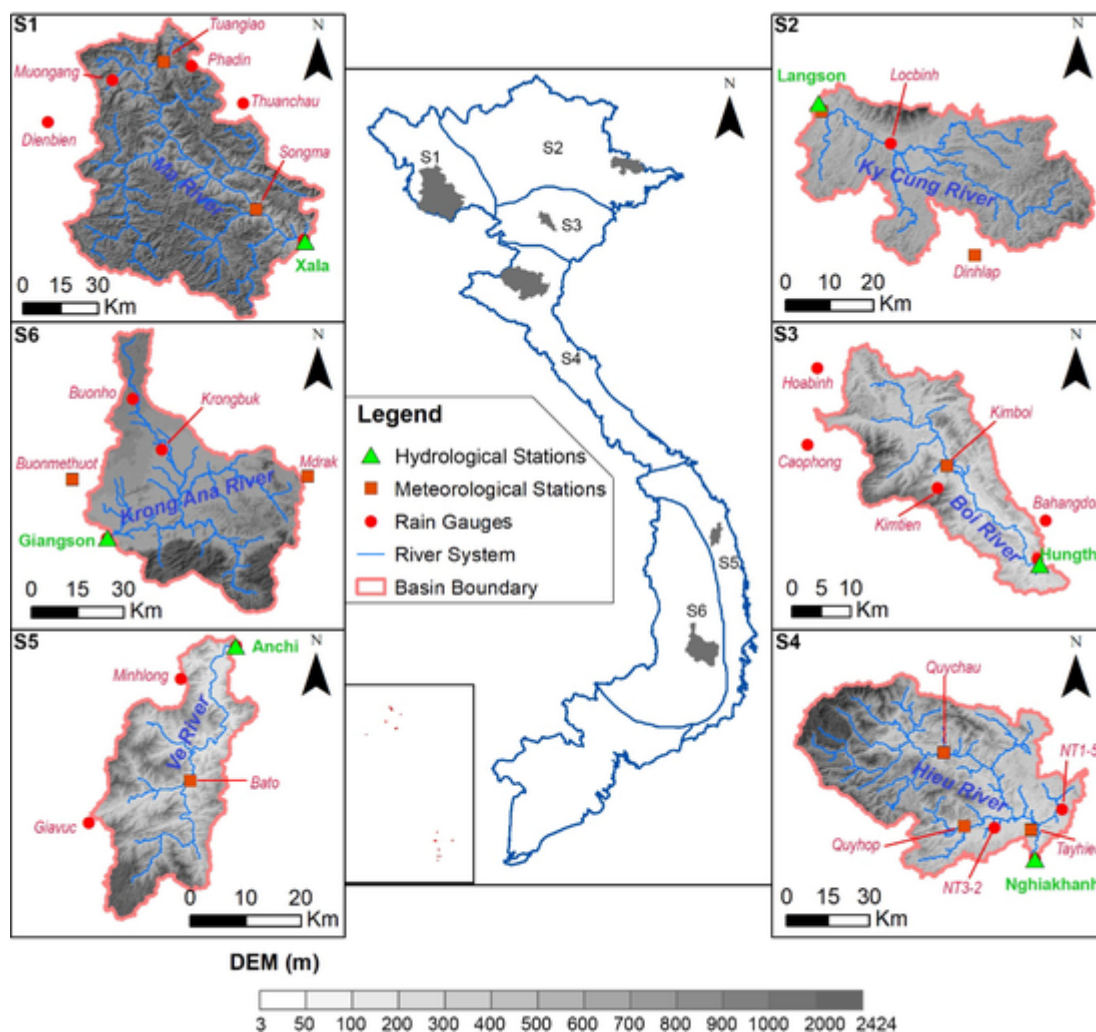 S1
N
Tuangiao
Phadin
Muongang
Thuanchau
Dienbien
Songma
Ma River
Xala
0 15 30
Km
S2
N
Langson
Locbinh
Ky Cung River
Dinhlap
0 10 20
Km
N
S1
S2
S3
S4
S5
S6
Legend
Hydrological Stations
Meteorological Stations
Rain Gauges
River System
Basin Boundary
S6
N
Buonho
Krongbuk
Buonmethuot
Mdrak
Krong Ana River
Giangson
0 15 30
Km
S3
N
Hoabinh
Kimboi
Caophong
Kimtien
Boi River
Bahangdo
Hungth
0 5 10
Km
S5
N
Anchi
Minhlong
Ve River
Bato
Giavuc
0 10 20
Km
S4
N
Quychau
NT1-5
Hieu River
Quyhop
NT3-2
Tayhieu
Nghiakhanh
0 15 30
Km
DEM (m)
3 50 100 200 300 400 500 600 700 800 900 1000 2000 2424